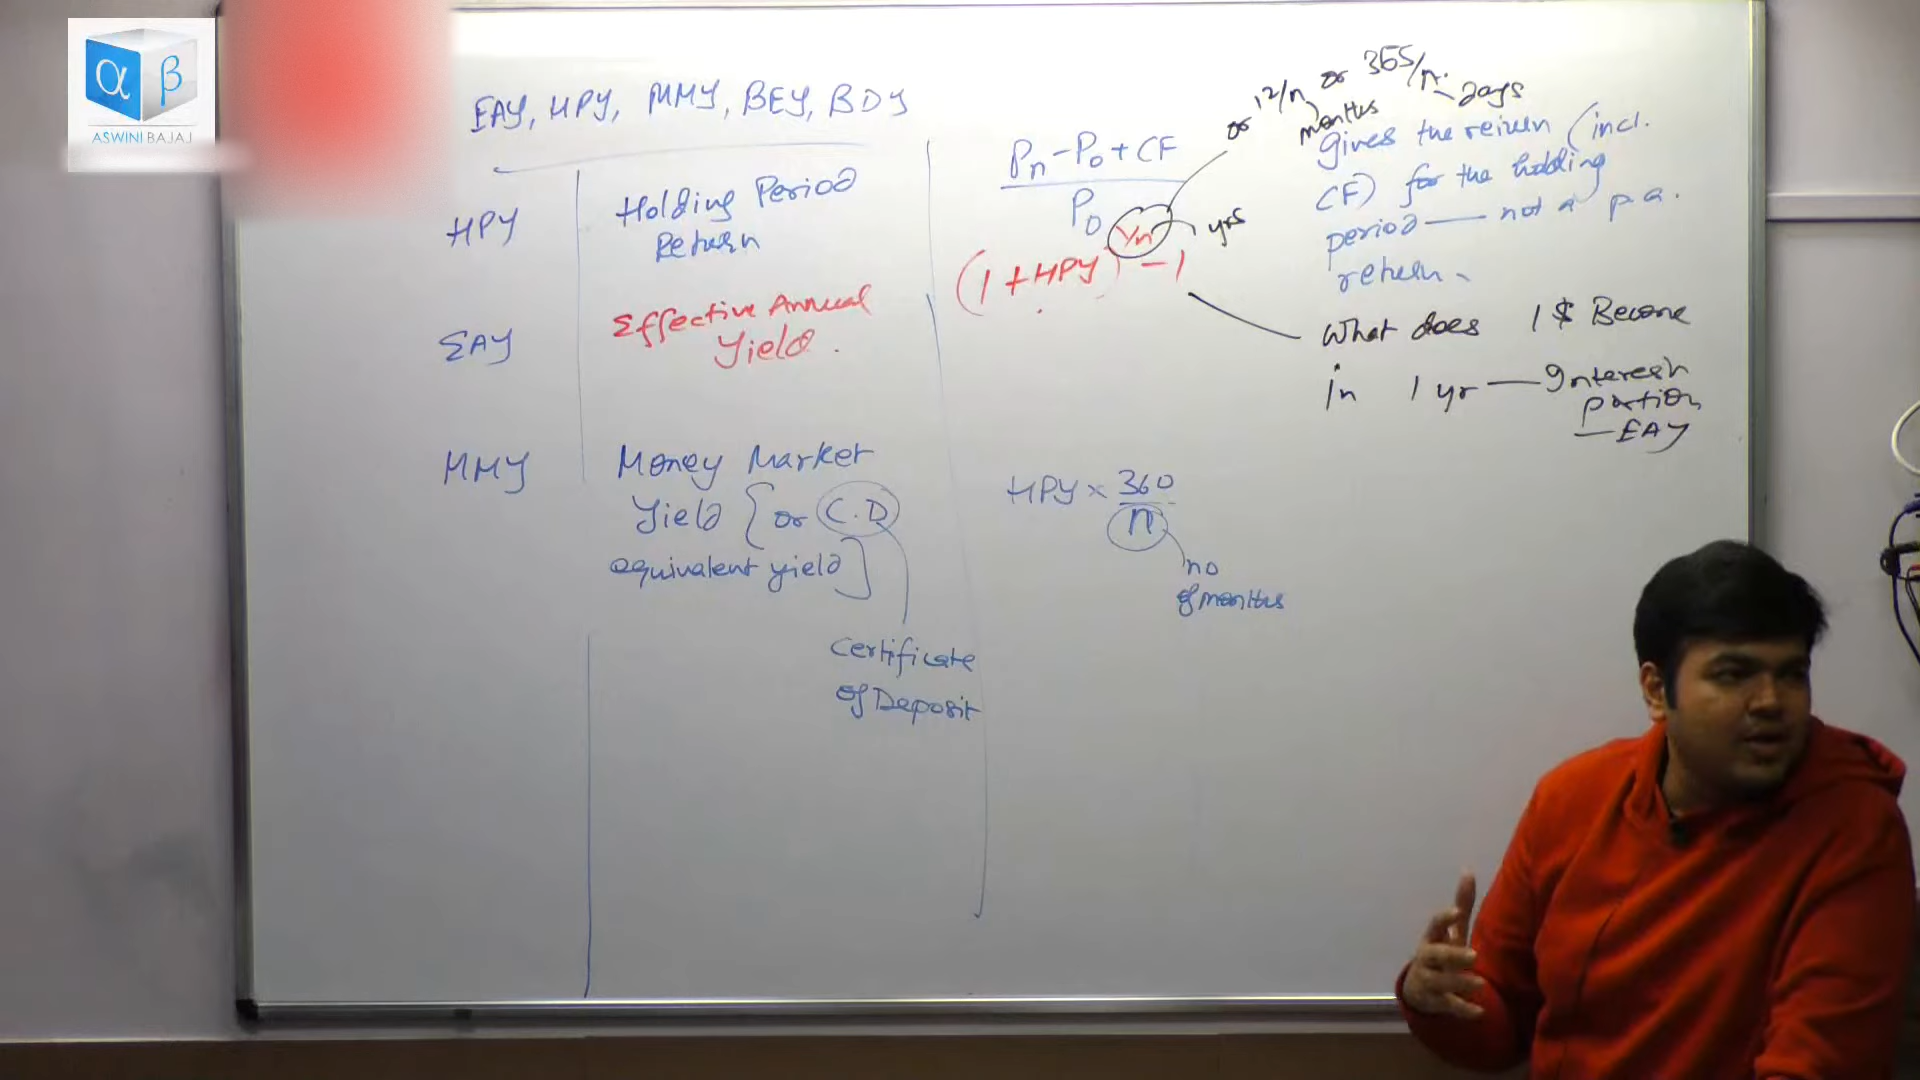 α β
ASWINI BAJAJ
EAY, HPY, MMY, BEY, BDY
HPY
Holding Period
Return
Pn - P0 + CF
P0
or 12/n or 365/n
months
days
gives the return (incl.
CF) for the holding
period — not a p.a.
return
EAY
Effective Annual
Yield.
(1 + HPY)^1/n - 1
yrs
What does 1$ Become
in 1 yr — Interest
portion
— EAY
MMY
Money Market
Yield { or C.D
equivalent yield }
Certificate
of Deposit
HPY × 360
n
no
of months